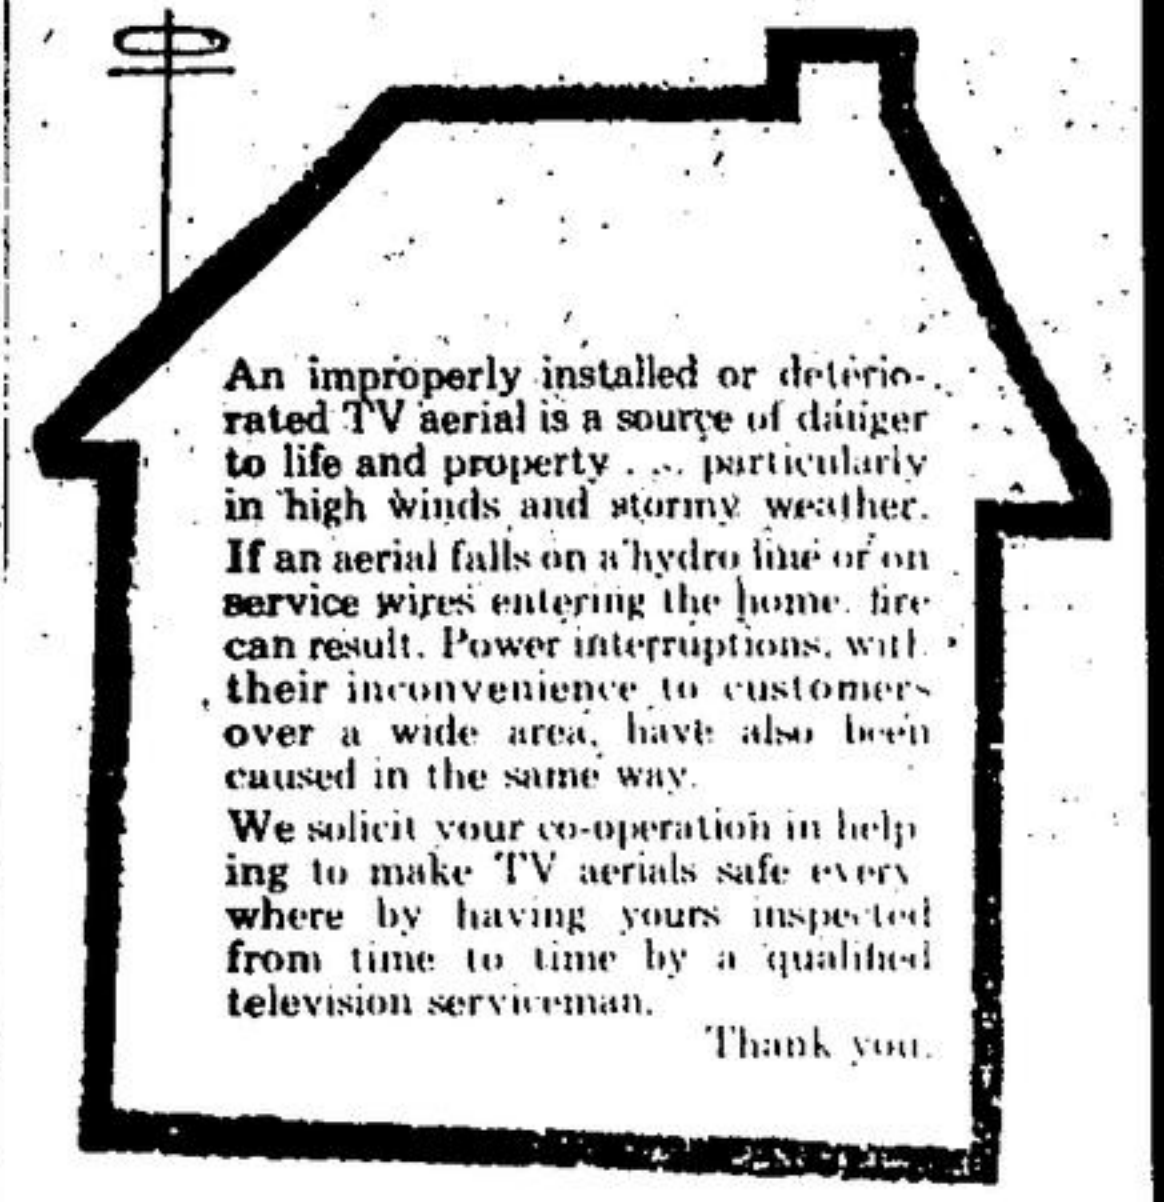 An improperly installed or deterio-
rated TV aerial is a source of danger
to life and property . . . particularly
in high winds and stormy weather.
If an aerial falls on a hydro line or on
service wires entering the home, fire
can result. Power interruptions, with
their inconvenience to customers
over a wide area, have also been
caused in the same way.
We solicit your co-operation in help
ing to make TV aerials safe every
where by having yours inspected
from time to time by a qualified
television serviceman.
Thank you.